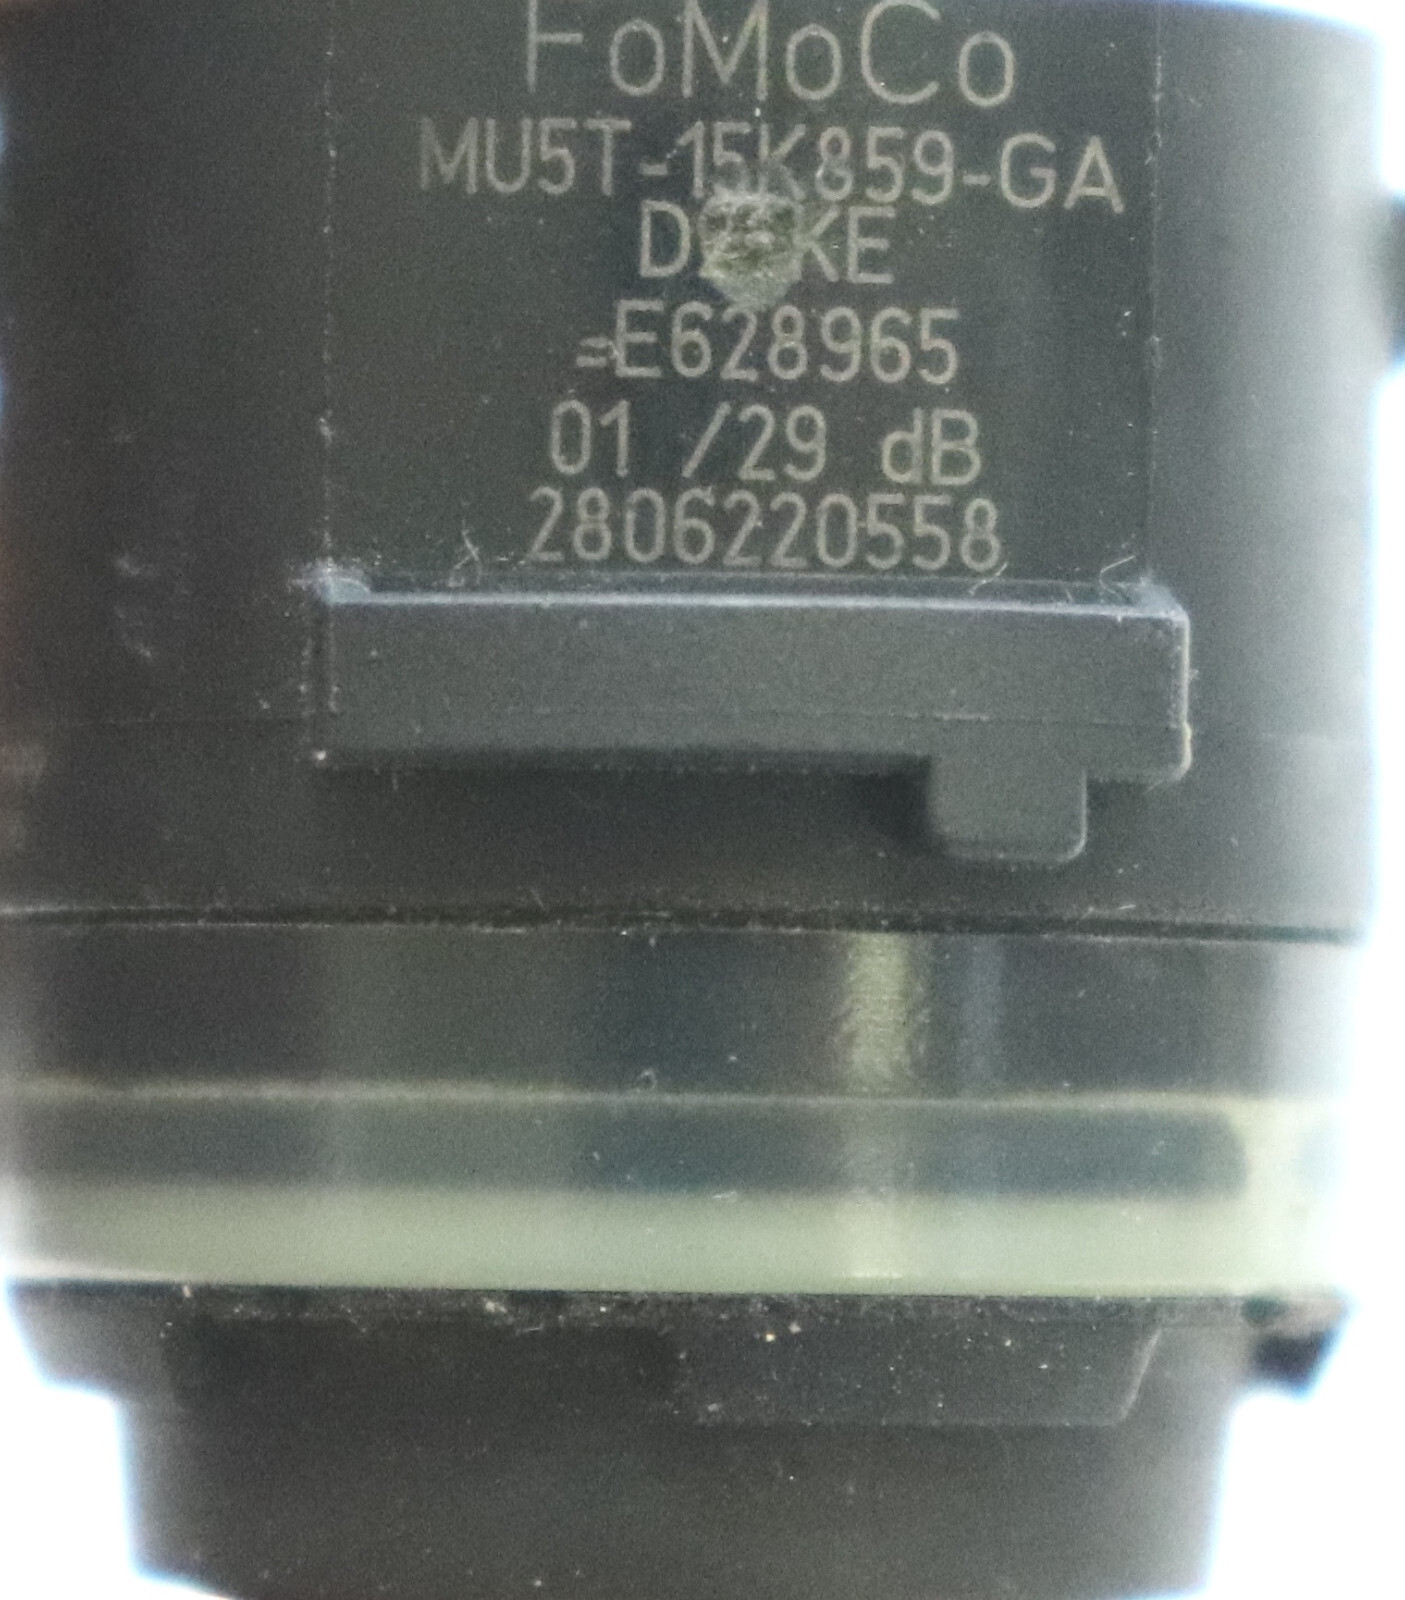 FoMoCo
MU5T-15K859-GA
=E628965
01 /29 dB
2806220558